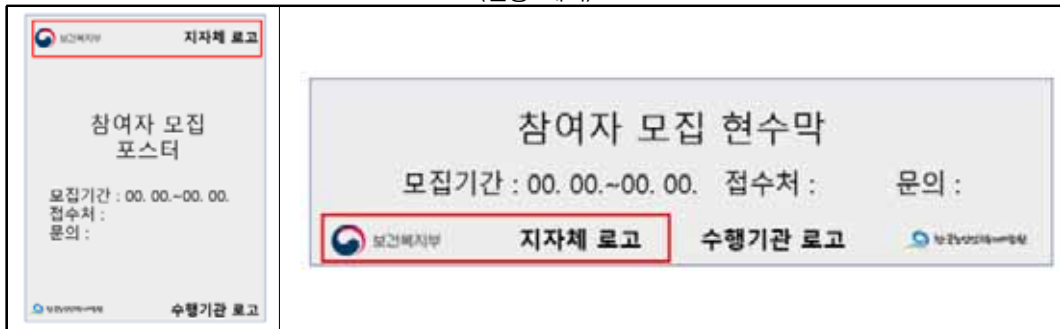 보건복지부 지자체 로고
참여자 모집
포스터
모집기간 : 00. 00.~00. 00.
접수처 :
문의 :
수행기관 로고
참여자 모집 현수막
모집기간 : 00. 00.~00. 00. 접수처 : 문의 :
보건복지부 지자체 로고 수행기관 로고